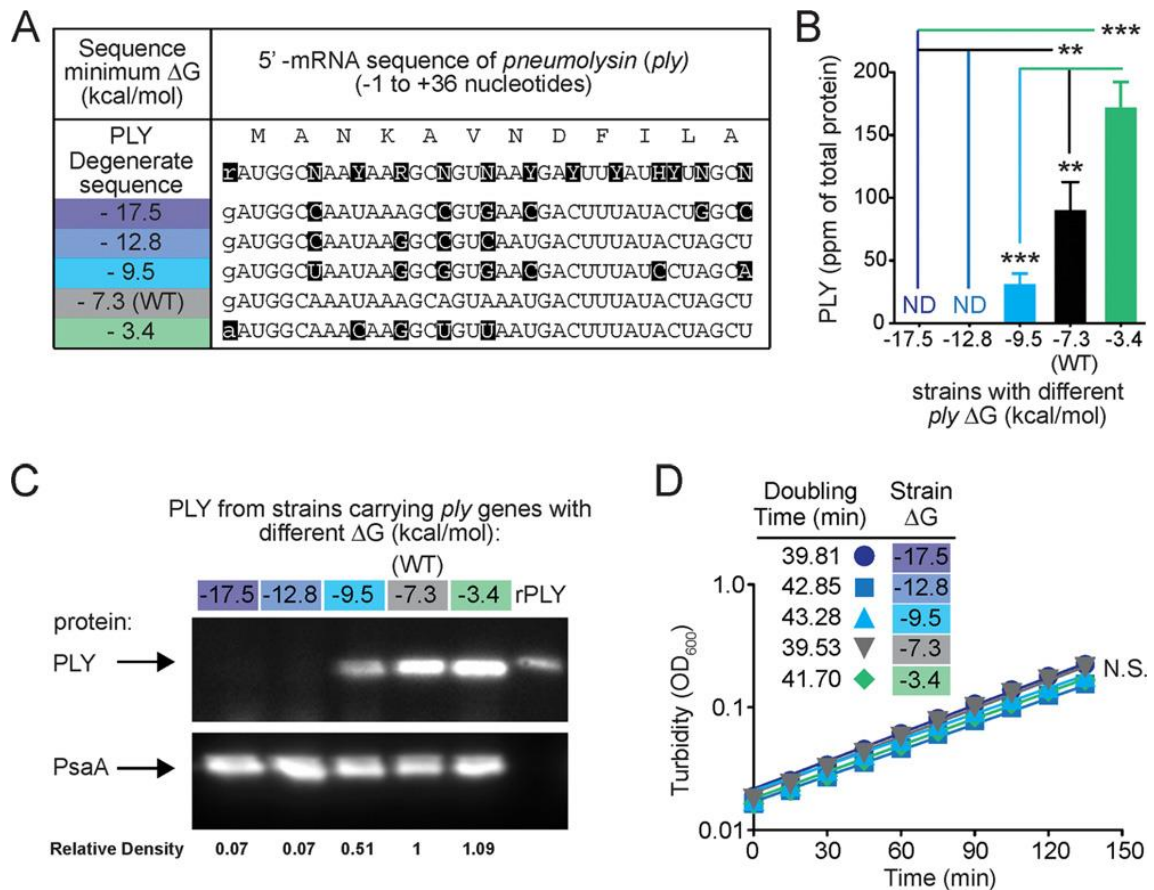 A
Sequence
minimum ΔG
(kcal/mol)
5' -mRNA sequence of pneumolysin (ply)
(-1 to +36 nucleotides)
PLY
Degenerate
sequence
M A N K A V N D F I L A
rAUGGCNAAYAARGCNGUNAAYGAYUUYAUHYUNGCN
- 17.5 gAUGGCCAAUAAAGCCGUGAACGACUUUAUACUGGCC
- 12.8 gAUGGCCAAUAAGGCCGUCAAUGACUUUAUACUAGCU
- 9.5 gAUGGCUAAUAAGGCGGUGAACGACUUUAUCCUAGCA
- 7.3 (WT) gAUGGCAAAUAAAGCAGUAAAUGACUUUAUACUAGCU
- 3.4 aAUGGCAAACAAGGCUGUUAAUGACUUUAUACUAGCU
B
PLY (ppm of total protein)
200
150
100
50
0
***
**
**
***
ND ND
-17.5 -12.8 -9.5 -7.3 -3.4
(WT)
strains with different
ply ΔG (kcal/mol)
C
PLY from strains carrying ply genes with
different ΔG (kcal/mol):
(WT)
-17.5 -12.8 -9.5 -7.3 -3.4 rPLY
protein:
PLY
PsaA
Relative Density 0.07 0.07 0.51 1 1.09
D
Doubling Strain
Time (min) ΔG
39.81 -17.5
42.85 -12.8
43.28 -9.5
39.53 -7.3
41.70 -3.4
Turbidity (OD600)
1.0
0.1
0.01
N.S.
0 30 60 90 120 150
Time (min)